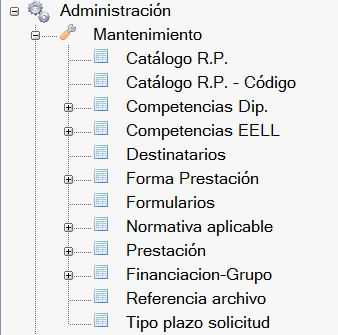 Administración
Mantenimiento
Catálogo R.P.
Catálogo R.P. - Código
Competencias Dip.
Competencias EELL
Destinatarios
Forma Prestación
Formularios
Normativa aplicable
Prestación
Financiacion-Grupo
Referencia archivo
Tipo plazo solicitud